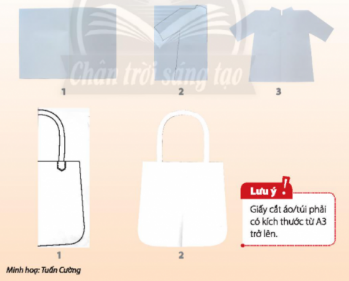 Chân trời sáng tạo
1
2
3
1
2
Lưu ý !
Giấy cắt áo/túi phải
có kích thước từ A3
trở lên.
Minh hoạ: Tuấn Cường